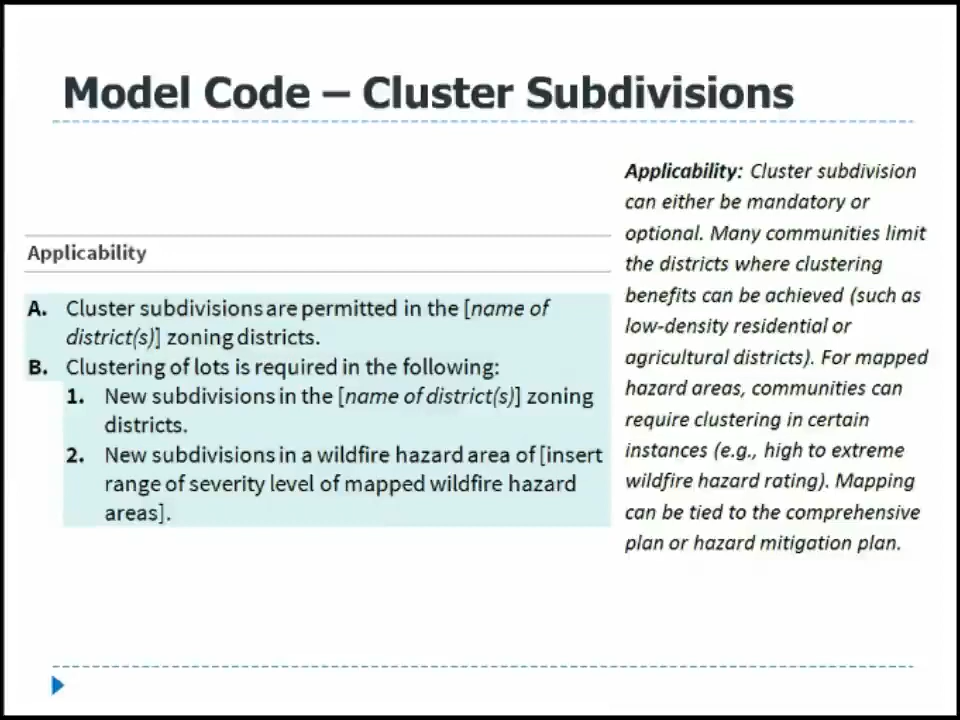 Model Code – Cluster Subdivisions
Applicability
A. Cluster subdivisions are permitted in the [name of
district(s)] zoning districts.
B. Clustering of lots is required in the following:
1. New subdivisions in the [name of district(s)] zoning
districts.
2. New subdivisions in a wildfire hazard area of [insert
range of severity level of mapped wildfire hazard
areas].
Applicability: Cluster subdivision
can either be mandatory or
optional. Many communities limit
the districts where clustering
benefits can be achieved (such as
low-density residential or
agricultural districts). For mapped
hazard areas, communities can
require clustering in certain
instances (e.g., high to extreme
wildfire hazard rating). Mapping
can be tied to the comprehensive
plan or hazard mitigation plan.